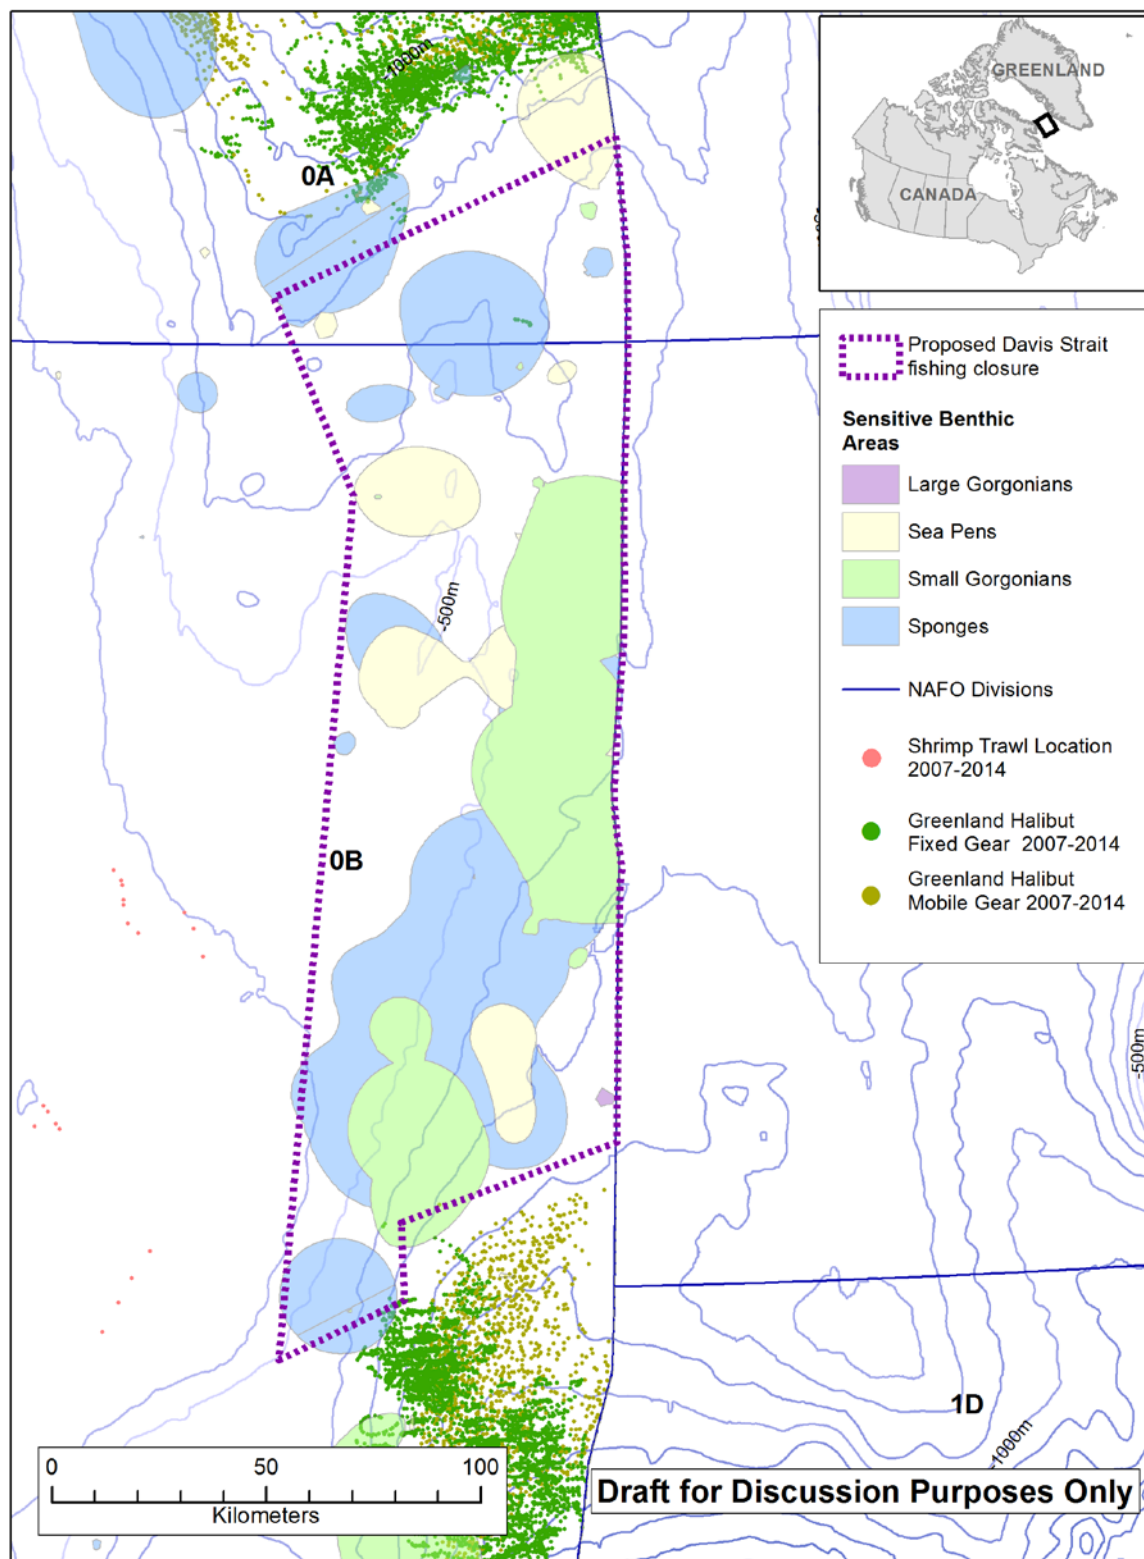 -1000m
0A
GREENLAND
CANADA
Proposed Davis Strait
fishing closure
Sensitive Benthic
Areas
Large Gorgonians
Sea Pens
Small Gorgonians
Sponges
NAFO Divisions
Shrimp Trawl Location
2007-2014
Greenland Halibut
Fixed Gear 2007-2014
Greenland Halibut
Mobile Gear 2007-2014
-500m
0B
-500m
1D
-1000m
0 50 100
Kilometers
Draft for Discussion Purposes Only